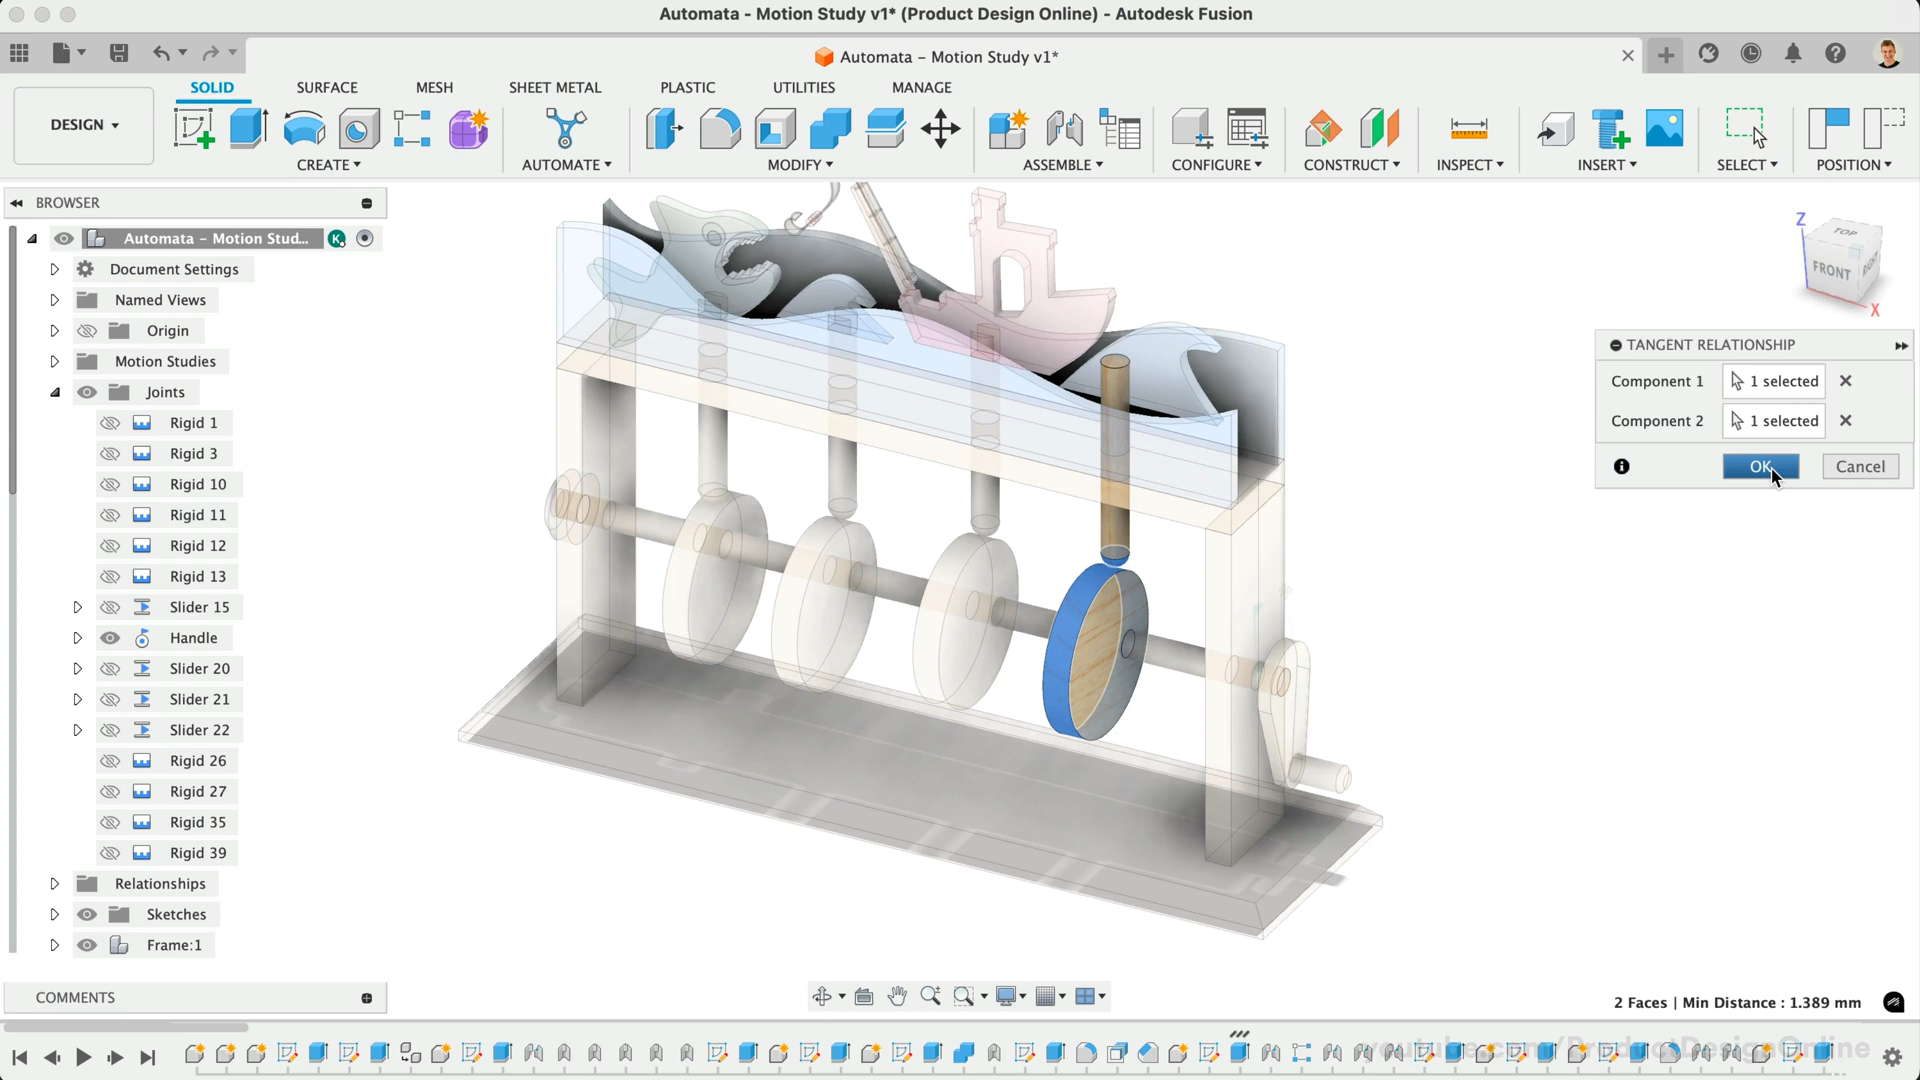 Automata - Motion Study v1* (Product Design Online) - Autodesk Fusion
Automata – Motion Study v1*
SOLID SURFACE MESH SHEET METAL PLASTIC UTILITIES MANAGE
DESIGN
CREATE AUTOMATE MODIFY ASSEMBLE CONFIGURE CONSTRUCT INSPECT INSERT SELECT POSITION
BROWSER
Automata – Motion Stud...
K
Document Settings
Named Views
Origin
Motion Studies
Joints
Rigid 1
Rigid 3
Rigid 10
Rigid 11
Rigid 12
Rigid 13
Slider 15
Handle
Slider 20
Slider 21
Slider 22
Rigid 26
Rigid 27
Rigid 35
Rigid 39
Relationships
Sketches
Frame:1
COMMENTS
Z
TOP
FRONT
RIGHT
X
TANGENT RELATIONSHIP
Component 1 1 selected
Component 2 1 selected
OK Cancel
2 Faces | Min Distance : 1.389 mm
youtube.com/ProductDesignOnline